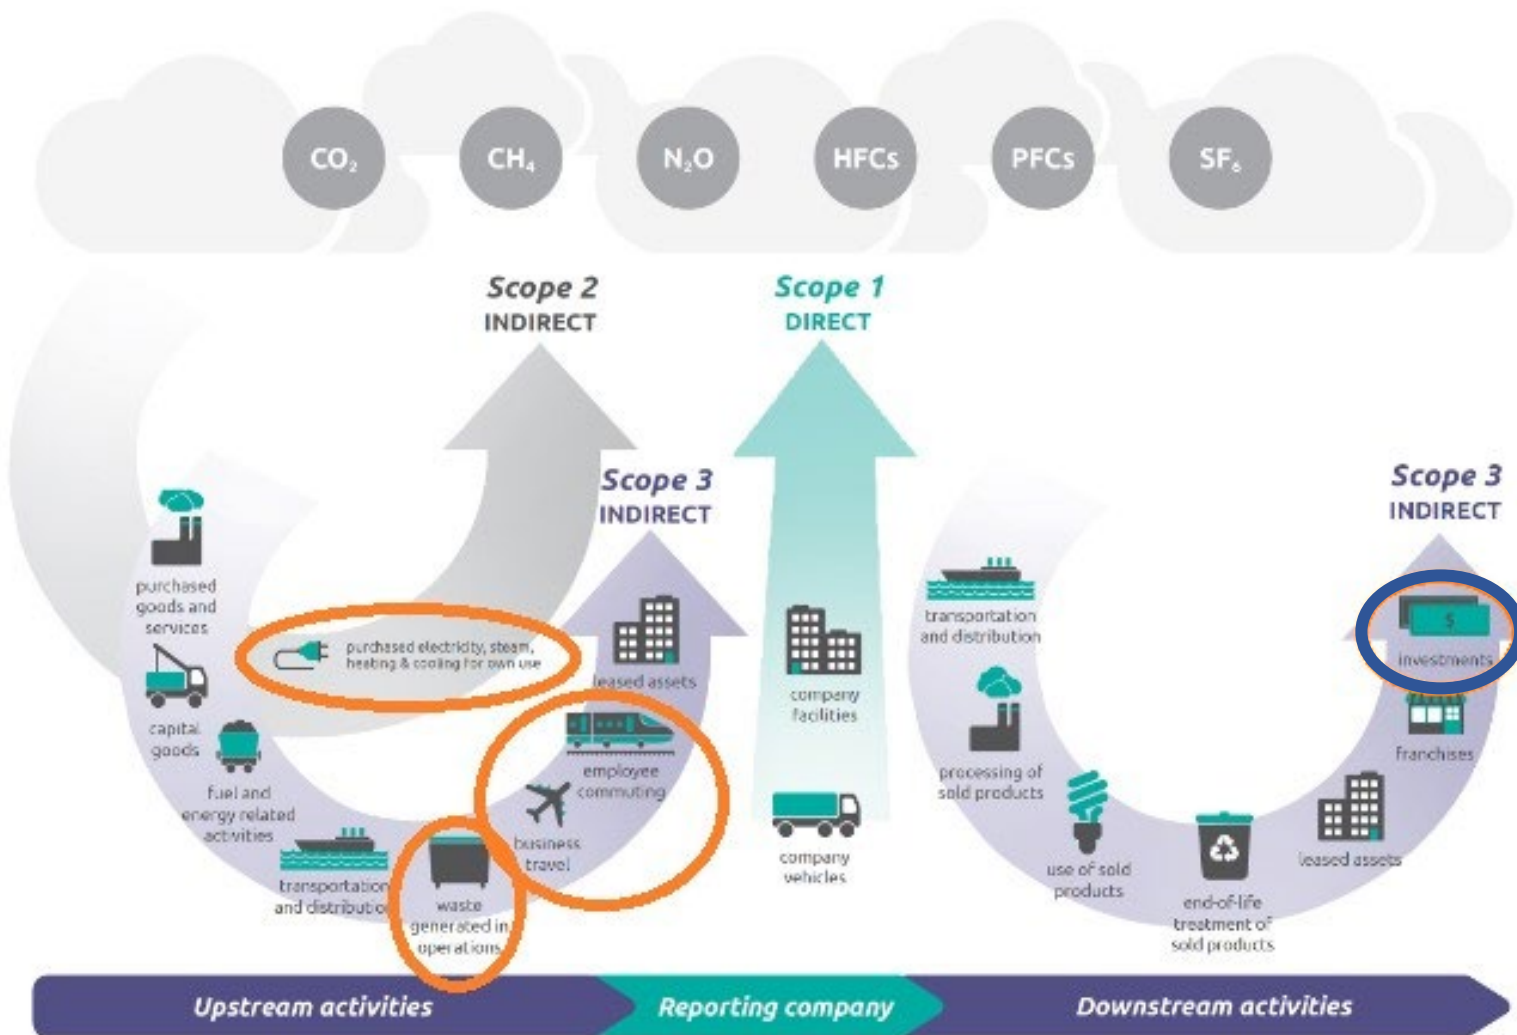 CO₂
CH₄
N₂O
HFCs
PFCs
SF₆
Scope 2
INDIRECT
Scope 1
DIRECT
Scope 3
INDIRECT
Scope 3
INDIRECT
purchased
goods and
services
capital
goods
fuel and
energy related
activities
purchased electricity, steam,
heating & cooling for own use
transportation
and distribution
waste
generated in
operations
business
travel
employee
commuting
leased assets
company
facilities
company
vehicles
transportation
and distribution
processing of
sold products
use of sold
products
end-of-life
treatment of
sold products
leased assets
franchises
$
investments
Upstream activities
Reporting company
Downstream activities